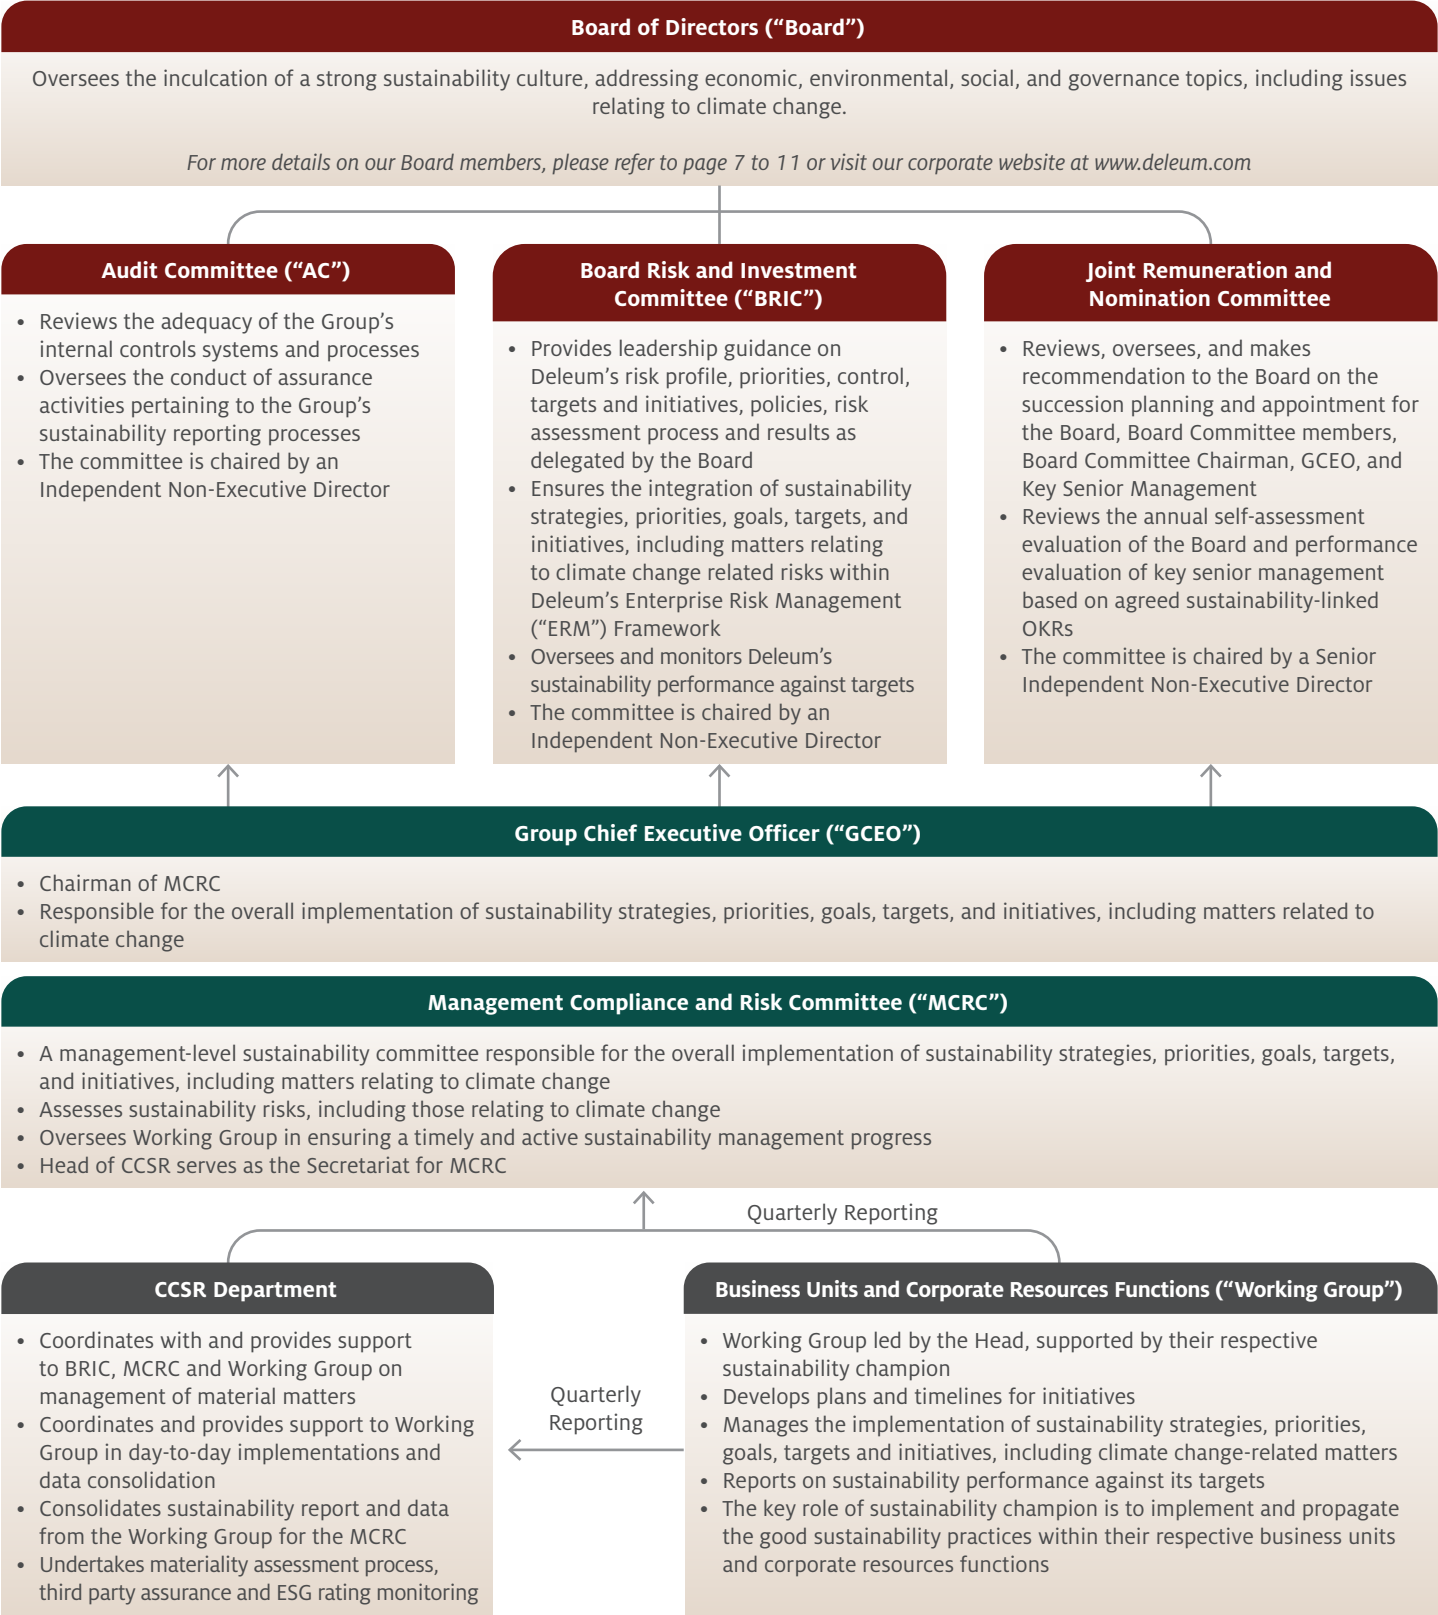 Board of Directors (“Board”)
Oversees the inculcation of a strong sustainability culture, addressing economic, environmental, social, and governance topics, including issues
relating to climate change.
For more details on our Board members, please refer to page 7 to 11 or visit our corporate website at www.deleum.com
Audit Committee (“AC”)
• Reviews the adequacy of the Group’s
internal controls systems and processes
• Oversees the conduct of assurance
activities pertaining to the Group’s
sustainability reporting processes
• The committee is chaired by an
Independent Non-Executive Director
Board Risk and Investment
Committee (“BRIC”)
• Provides leadership guidance on
Deleum’s risk profile, priorities, control,
targets and initiatives, policies, risk
assessment process and results as
delegated by the Board
• Ensures the integration of sustainability
strategies, priorities, goals, targets, and
initiatives, including matters relating
to climate change related risks within
Deleum’s Enterprise Risk Management
(“ERM”) Framework
• Oversees and monitors Deleum’s
sustainability performance against targets
• The committee is chaired by an
Independent Non-Executive Director
Joint Remuneration and
Nomination Committee
• Reviews, oversees, and makes
recommendation to the Board on the
succession planning and appointment for
the Board, Board Committee members,
Board Committee Chairman, GCEO, and
Key Senior Management
• Reviews the annual self-assessment
evaluation of the Board and performance
evaluation of key senior management
based on agreed sustainability-linked
OKRs
• The committee is chaired by a Senior
Independent Non-Executive Director
Group Chief Executive Officer (“GCEO”)
• Chairman of MCRC
• Responsible for the overall implementation of sustainability strategies, priorities, goals, targets, and initiatives, including matters related to
climate change
Management Compliance and Risk Committee (“MCRC”)
• A management-level sustainability committee responsible for the overall implementation of sustainability strategies, priorities, goals, targets,
and initiatives, including matters relating to climate change
• Assesses sustainability risks, including those relating to climate change
• Oversees Working Group in ensuring a timely and active sustainability management progress
• Head of CCSR serves as the Secretariat for MCRC
Quarterly Reporting
CCSR Department
• Coordinates with and provides support
to BRIC, MCRC and Working Group on
management of material matters
• Coordinates and provides support to Working
Group in day-to-day implementations and
data consolidation
• Consolidates sustainability report and data
from the Working Group for the MCRC
• Undertakes materiality assessment process,
third party assurance and ESG rating monitoring
Quarterly
Reporting
Business Units and Corporate Resources Functions (“Working Group”)
• Working Group led by the Head, supported by their respective
sustainability champion
• Develops plans and timelines for initiatives
• Manages the implementation of sustainability strategies, priorities,
goals, targets and initiatives, including climate change-related matters
• Reports on sustainability performance against its targets
• The key role of sustainability champion is to implement and propagate
the good sustainability practices within their respective business units
and corporate resources functions